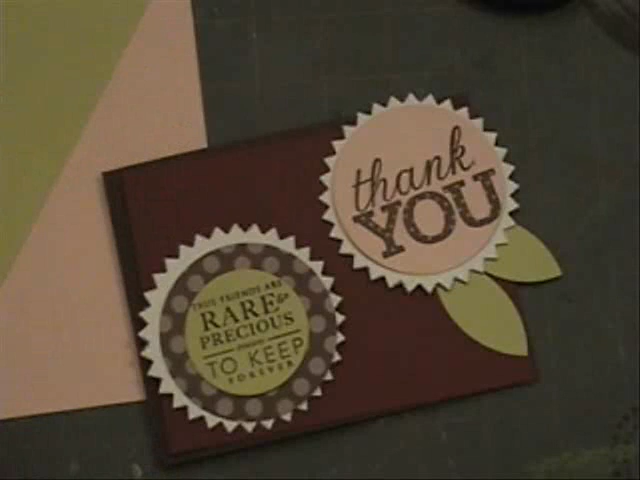 thank
YOU
TRUE FRIENDS ARE
RARE &
PRECIOUS
TO KEEP
FOREVER